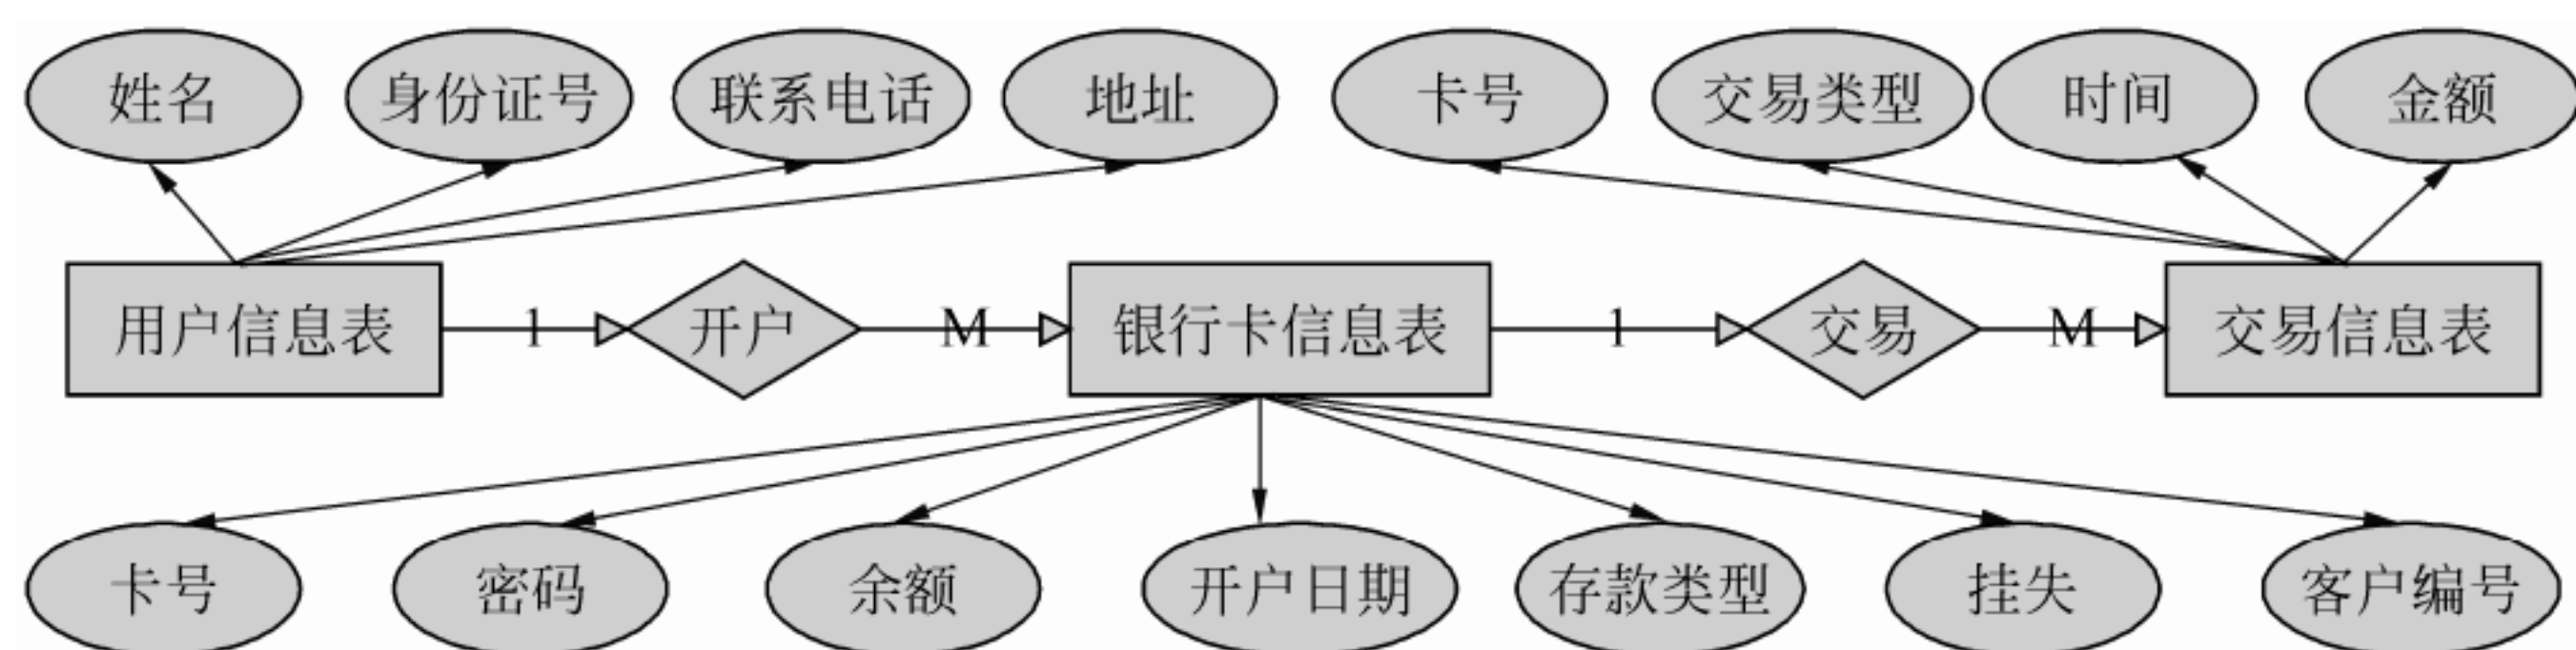 姓名 身份证号 联系电话 地址 卡号 交易类型 时间 金额
用户信息表 1 开户 M 银行卡信息表 1 交易 M 交易信息表
卡号 密码 余额 开户日期 存款类型 挂失 客户编号